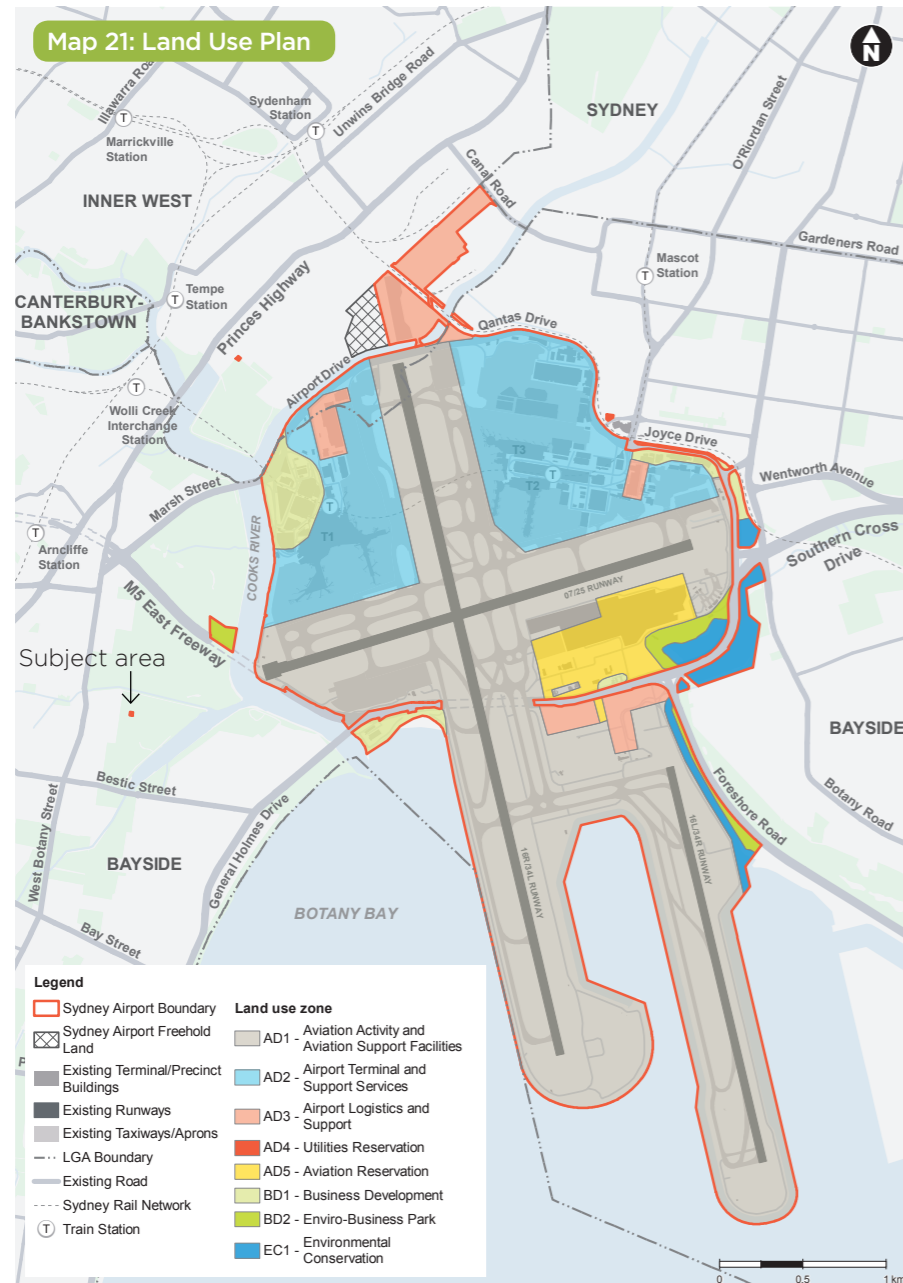 Map 21: Land Use Plan
N
Illawarra Road
Sydenham
Station
Unwins Bridge Road
SYDNEY
O'Riordan Street
T
T
Marrickville
Station
Canal Road
INNER WEST
Gardeners Road
Mascot
Station
T
Tempe
Station
T
CANTERBURY-
BANKSTOWN
Princes Highway
Qantas Drive
Airport Drive
T
Wolli Creek
Interchange
Station
Joyce Drive
T3
T
T2
Wentworth Avenue
Marsh Street
T
T1
Southern Cross
Drive
T
Arncliffe
Station
COOKS RIVER
M5 East Freeway
07/25 RUNWAY
Subject area
BAYSIDE
Bestic Street
Foreshore Road
Botany Road
West Botany Street
General Holmes Drive
BAYSIDE
16R/34L RUNWAY
16L/34R RUNWAY
BOTANY BAY
Bay Street
Legend
Sydney Airport Boundary
Sydney Airport Freehold
Land
Existing Terminal/Precinct
Buildings
Existing Runways
Existing Taxiways/Aprons
LGA Boundary
Existing Road
Sydney Rail Network
T Train Station
Land use zone
AD1 - Aviation Activity and
Aviation Support Facilities
AD2 - Airport Terminal and
Support Services
AD3 - Airport Logistics and
Support
AD4 - Utilities Reservation
AD5 - Aviation Reservation
BD1 - Business Development
BD2 - Enviro-Business Park
EC1 - Environmental
Conservation
0 0.5 1 km